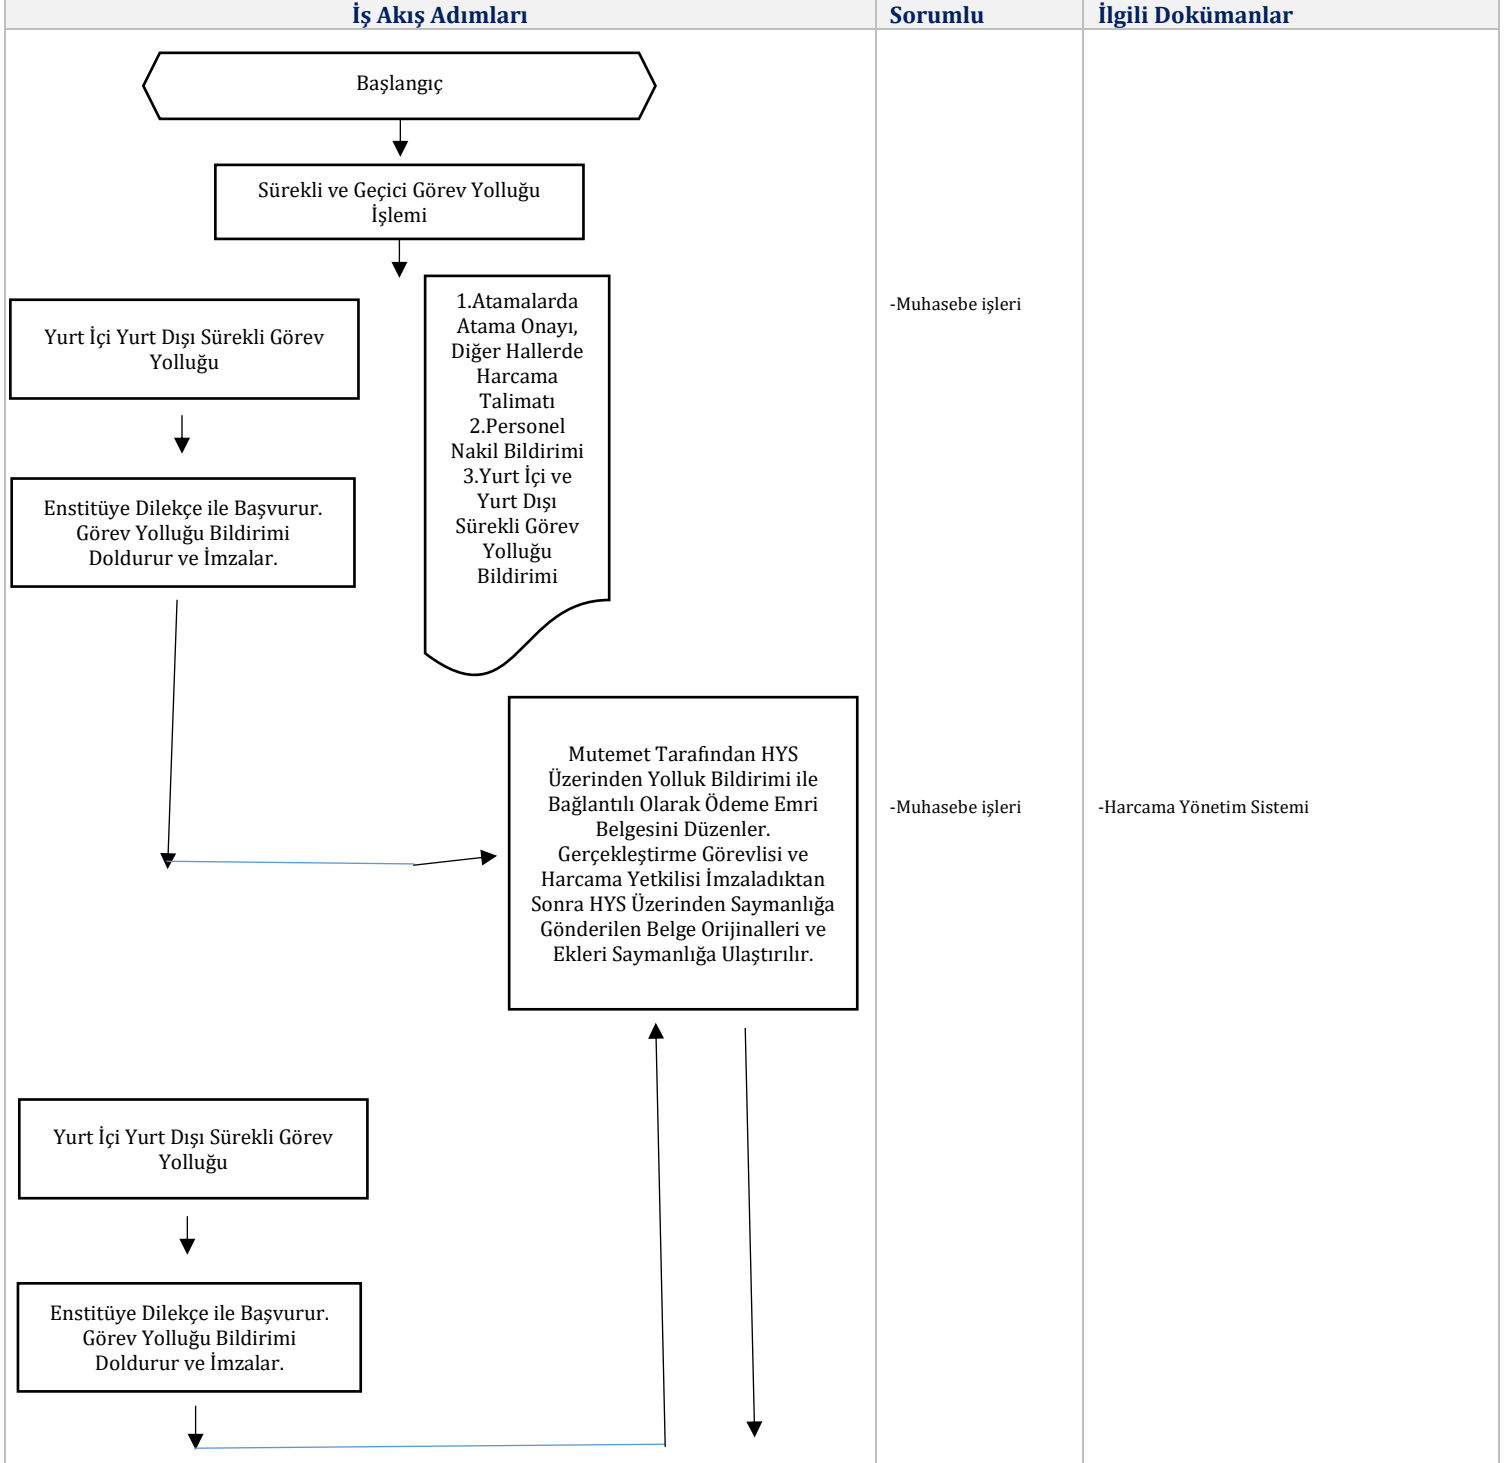 İş Akış Adımları
Sorumlu
İlgili Dokümanlar
Başlangıç
Sürekli ve Geçici Görev Yolluğu
İşlemi
Yurt İçi Yurt Dışı Sürekli Görev
Yolluğu
1.Atamalarda
Atama Onayı,
Diğer Hallerde
Harcama
Talimatı
2.Personel
Nakil Bildirimi
3.Yurt İçi ve
Yurt Dışı
Sürekli Görev
Yolluğu
Bildirimi
-Muhasebe işleri
Enstitüye Dilekçe ile Başvurur.
Görev Yolluğu Bildirimi
Doldurur ve İmzalar.
Mutemet Tarafından HYS
Üzerinden Yolluk Bildirimi ile
Bağlantılı Olarak Ödeme Emri
Belgesini Düzenler.
Gerçekleştirme Görevlisi ve
Harcama Yetkilisi İmzaladıktan
Sonra HYS Üzerinden Saymanlığa
Gönderilen Belge Orijinalleri ve
Ekleri Saymanlığa Ulaştırılır.
-Muhasebe işleri
-Harcama Yönetim Sistemi
Yurt İçi Yurt Dışı Sürekli Görev
Yolluğu
Enstitüye Dilekçe ile Başvurur.
Görev Yolluğu Bildirimi
Doldurur ve İmzalar.